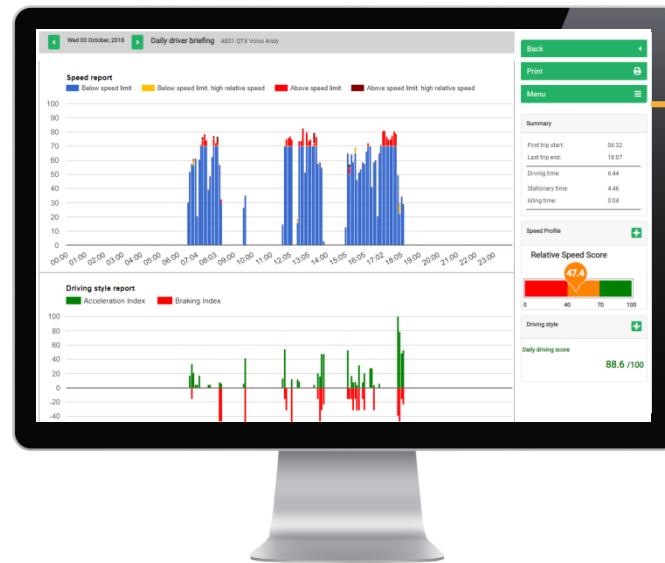 Wed 03 October, 2018 Daily driver briefing AE01 QTX Volvo Andy
Back
Print
Menu
Speed report
Below speed limit Below speed limit, high relative speed Above speed limit Above speed limit, high relative speed
100
90
80
70
60
50
40
30
20
10
0
00:00 01:00 02:00 03:00 04:00 05:00 06:00 07:04 08:03 09:00 10:00 11:00 12:05 13:05 14:00 15:05 16:05 17:02 18:05 19:00 20:00 21:00 22:00 23:00
Driving style report
Acceleration Index Braking Index
100
80
60
40
20
0
-20
-40
Summary
First trip start: 06:32
Last trip end: 18:07
Driving time: 6:44
Stationary time: 4:46
Idling time: 0:04
Speed Profile
Relative Speed Score
47.4
0 40 70 100
Driving style
Daily driving score
88.6 /100